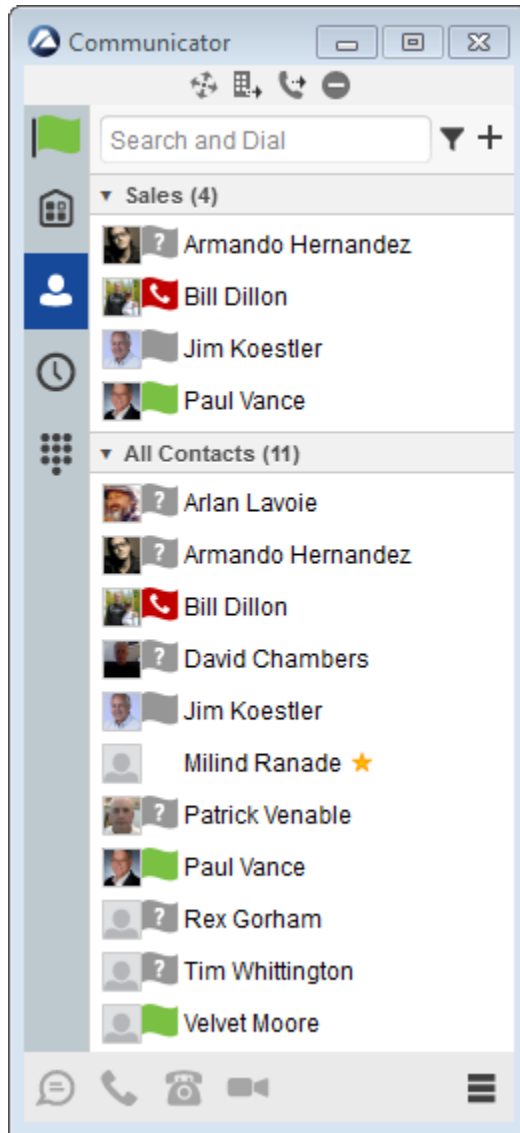 Communicator
Search and Dial
Sales (4)
? Armando Hernandez
Bill Dillon
Jim Koestler
Paul Vance
All Contacts (11)
? Arlan Lavoie
? Armando Hernandez
Bill Dillon
? David Chambers
Jim Koestler
Milind Ranade
? Patrick Venable
Paul Vance
? Rex Gorham
? Tim Whittington
Velvet Moore